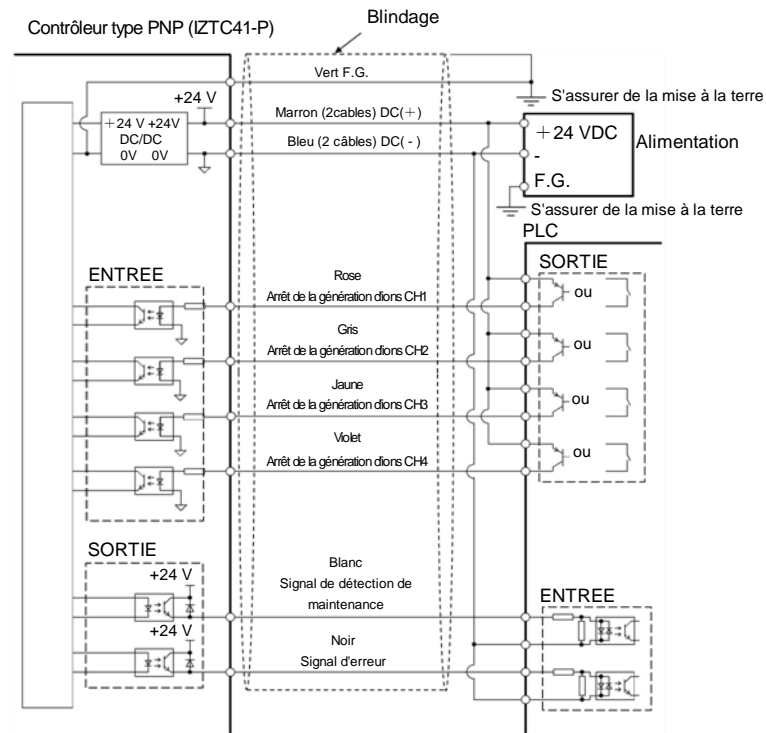 Contrôleur type PNP (IZTC41-P)
Blindage
Vert F.G.
S'assurer de la mise à la terre
+24 V
Marron (2cables) DC(+)
+24 V +24V
DC/DC
0V 0V
Bleu (2 câbles) DC( - )
+24 VDC
-
F.G.
Alimentation
S'assurer de la mise à la terre
PLC
ENTREE
SORTIE
Rose
Arrêt de la génération d'ions CH1
ou
Gris
Arrêt de la génération d'ions CH2
ou
Jaune
Arrêt de la génération d'ions CH3
ou
Violet
Arrêt de la génération d'ions CH4
ou
SORTIE
+24 V
Blanc
Signal de détection de
maintenance
ENTREE
+24 V
Noir
Signal d'erreur